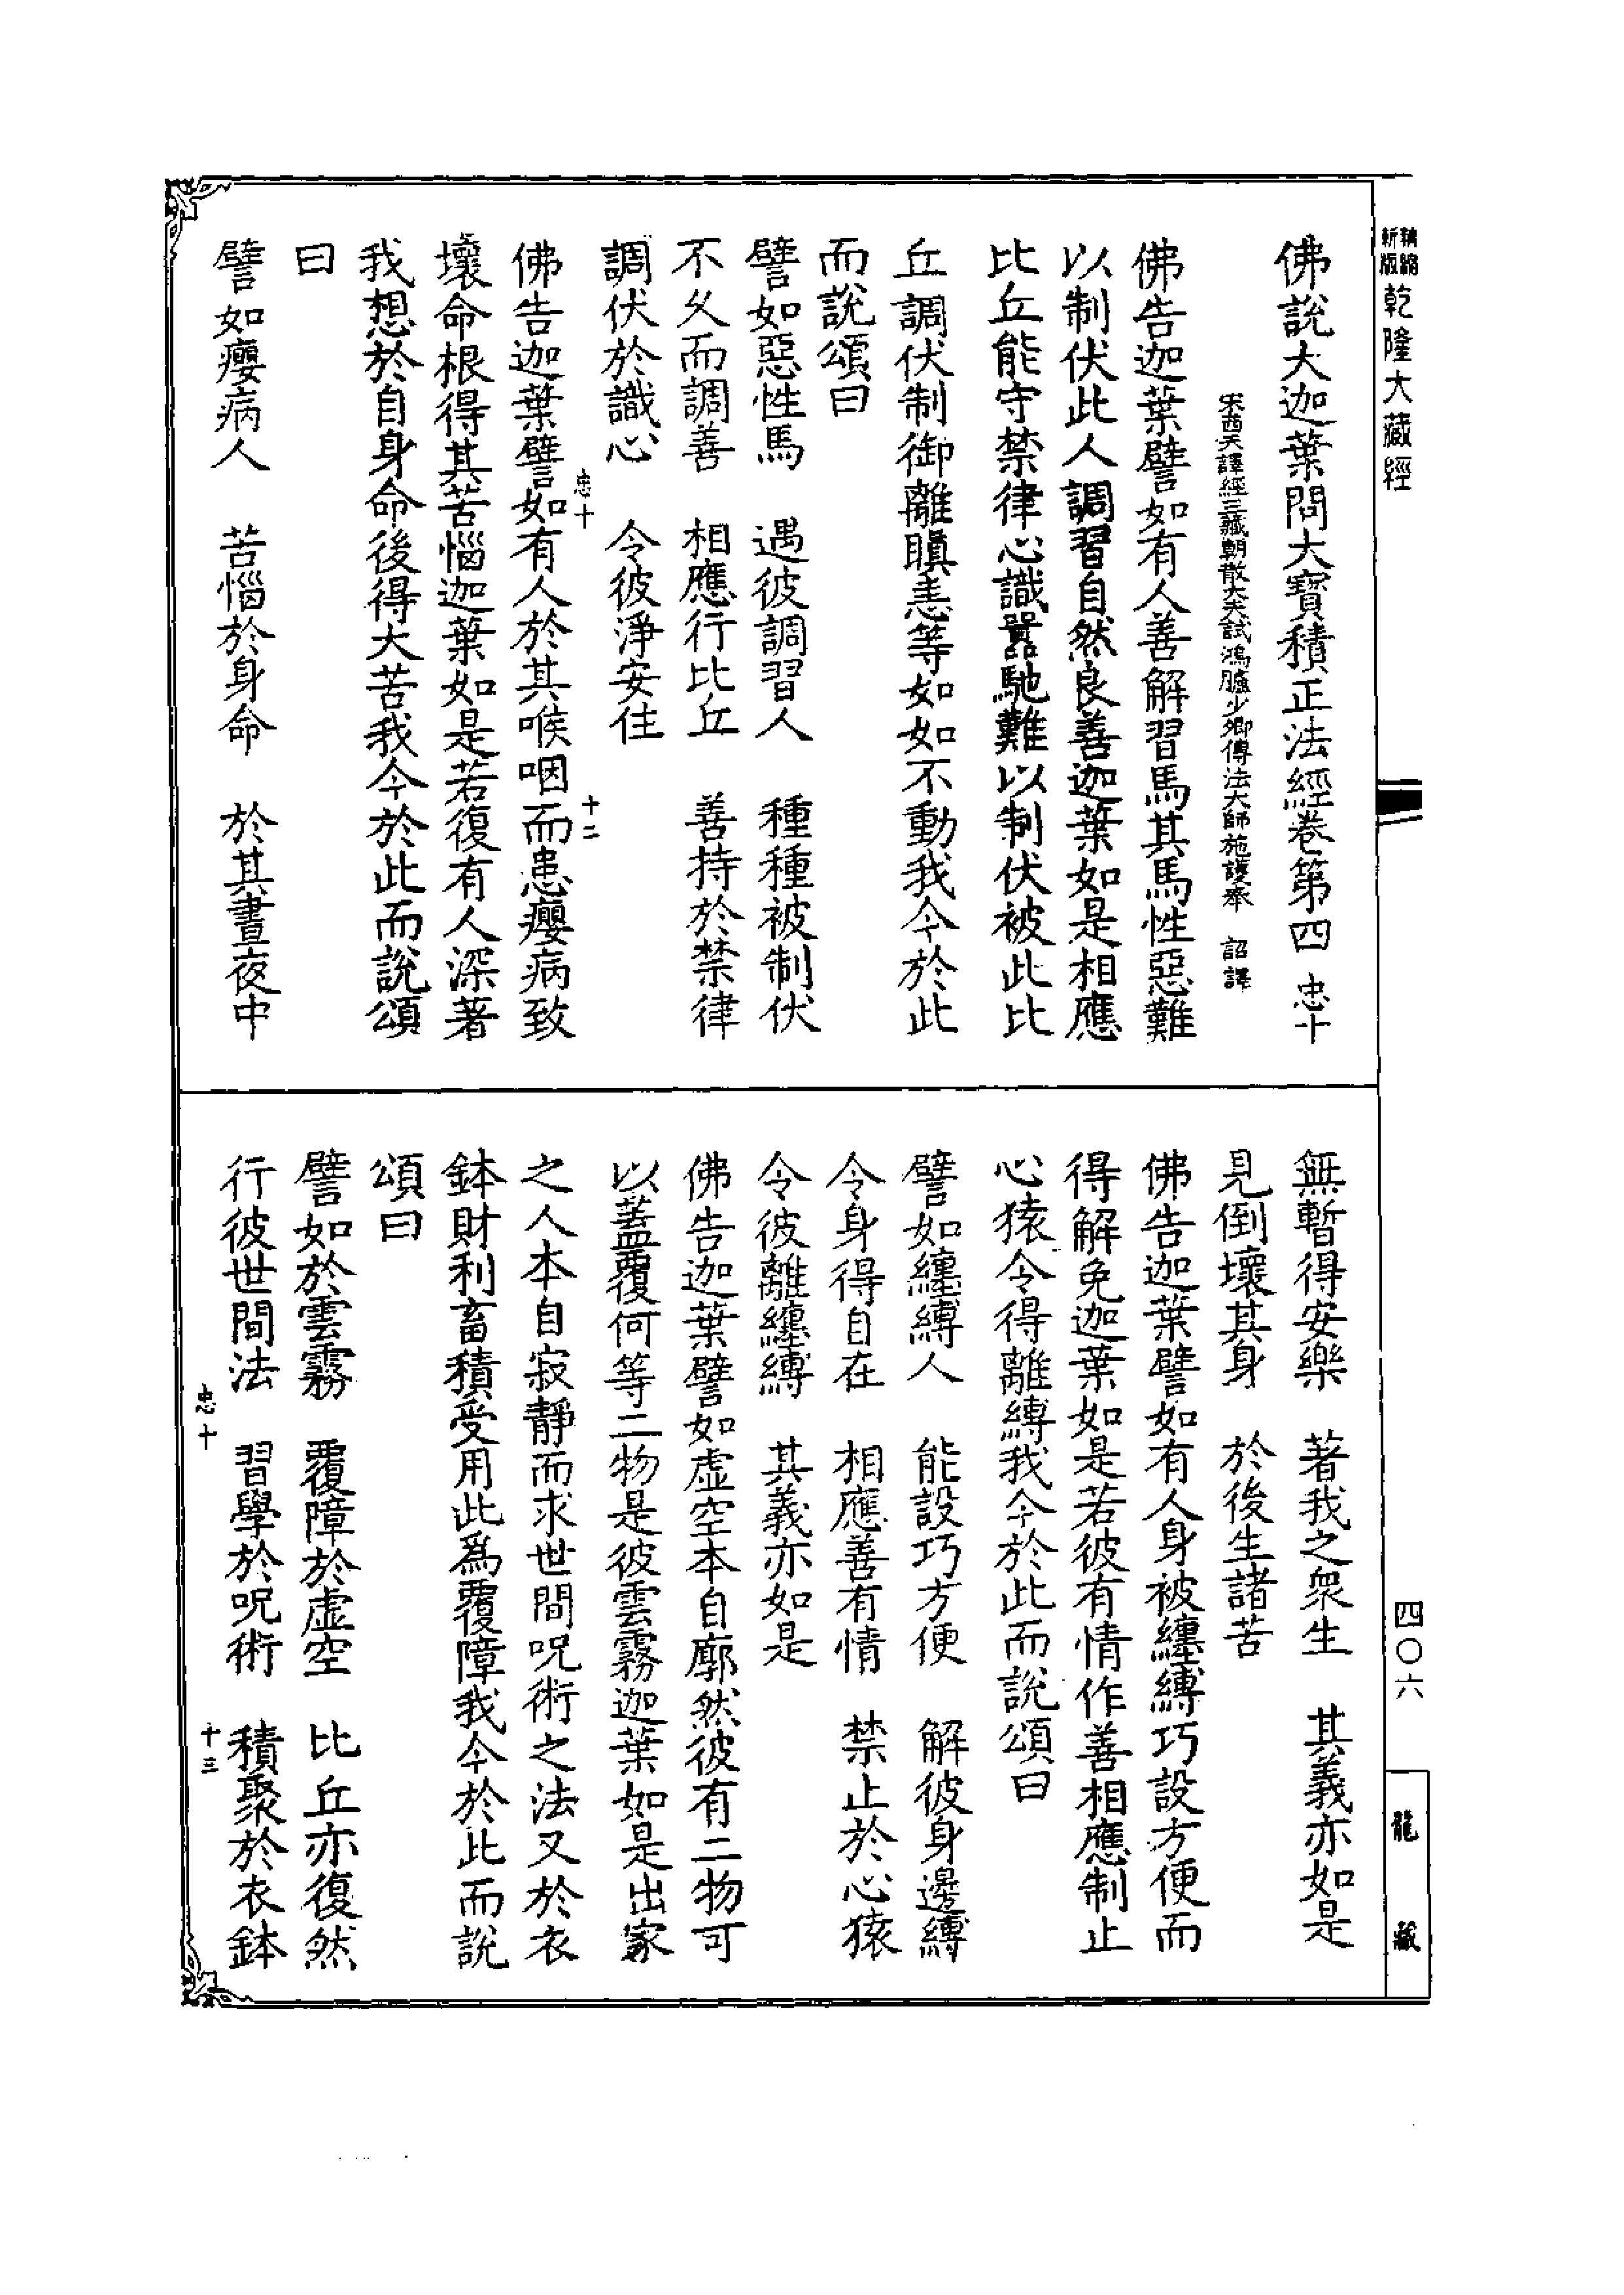 精縮新版乾隆大藏經
佛說大迦葉問大寶積正法經卷第四 忠十
宋西天譯經三藏朝散大夫試鴻臚少卿傳法大師施護奉 詔譯
佛告迦葉譬如有人善解習馬其馬性惡難
以制伏此人調習自然良善迦葉如是相應
比丘能守禁律心識囂馳難以制伏被此比
丘調伏制御離瞋恚等如如不動我今於此
而說頌曰
譬如惡性馬 遇彼調習人 種種被制伏
不久而調善 相應行比丘 善持於禁律
調伏於識心 令彼淨安住
忠十 十二
佛告迦葉譬如有人於其喉咽而患癭病致
壞命根得其苦惱迦葉如是若復有人深著
我想於自身命後得大苦我今於此而說頌
曰
譬如癭病人 苦惱於身命 於其晝夜中
無暫得安樂 著我之衆生 其義亦如是
見倒壞其身 於後生諸苦
佛告迦葉譬如有人身被纏縛巧設方便而
得解免迦葉如是若彼有情作善相應制止
心猿令得離縛我今於此而說頌曰
譬如纏縛人 能設巧方便 解彼身邊縛
令身得自在 相應善有情 禁止於心猿
令彼離纏縛 其義亦如是
佛告迦葉譬如虛空本自廓然彼有二物可
以蓋覆何等二物是彼雲霧迦葉如是出家
之人本自寂靜而求世間呪術之法又於衣
鉢財利畜積受用此爲覆障我今於此而說
頌曰
譬如於雲霧 覆障於虛空 比丘亦復然
行彼世間法 習學於呪術 積聚於衣鉢
忠十 十三
四〇六
龍藏